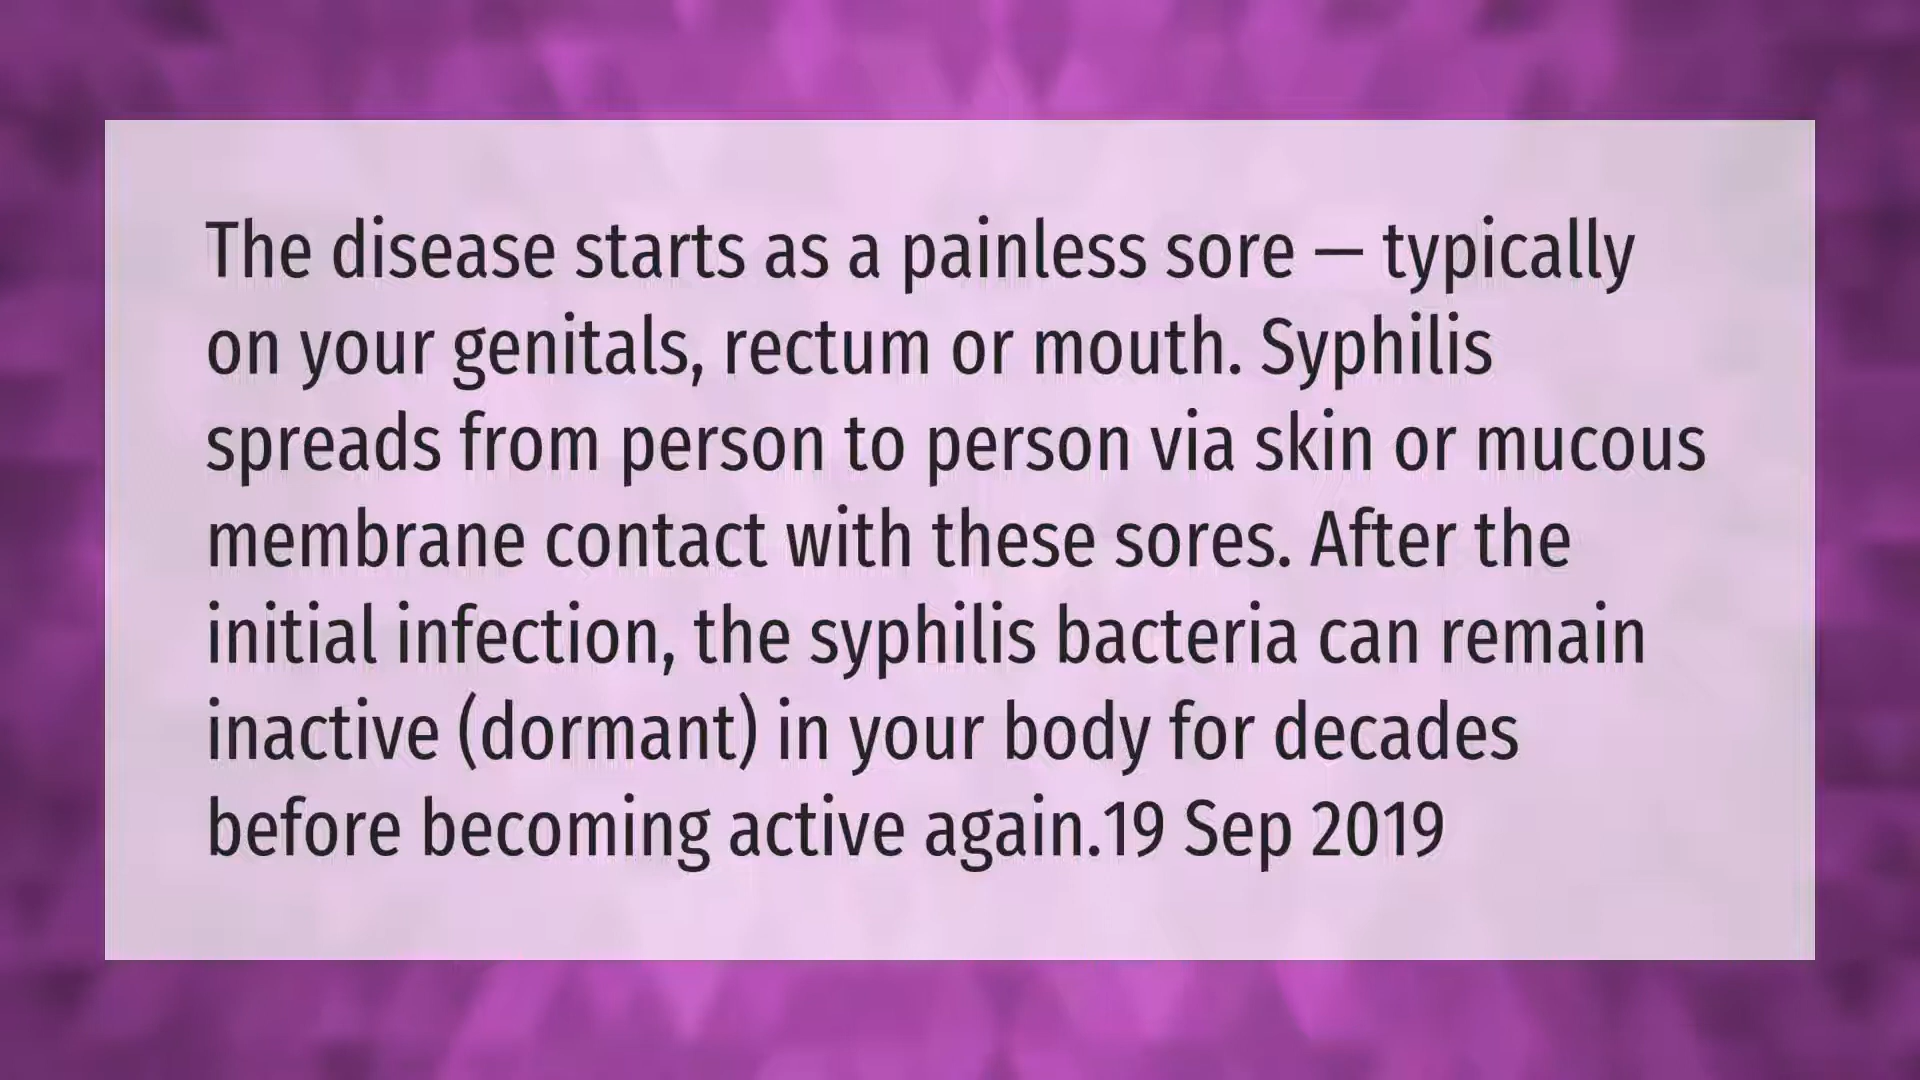 The disease starts as a painless sore — typically
on your genitals, rectum or mouth. Syphilis
spreads from person to person via skin or mucous
membrane contact with these sores. After the
initial infection, the syphilis bacteria can remain
inactive (dormant) in your body for decades
before becoming active again.19 Sep 2019